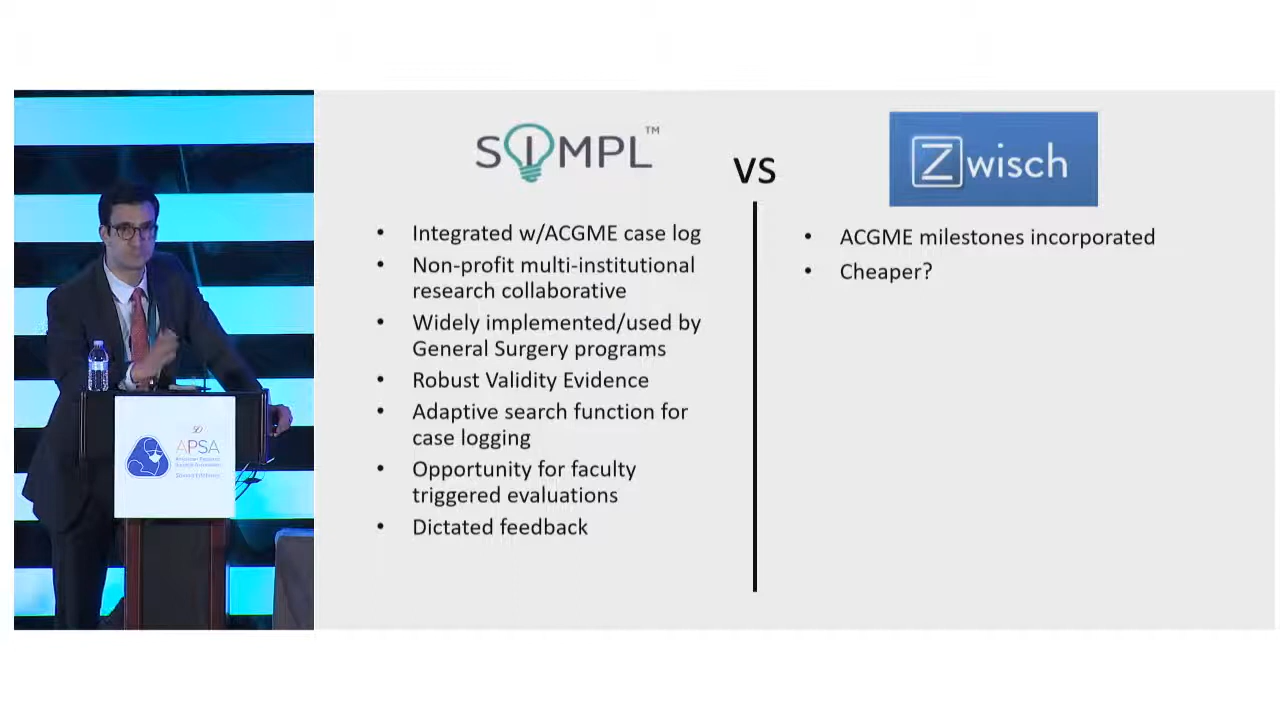 SIMPL™
vs
Zwisch
• Integrated w/ACGME case log
• Non-profit multi-institutional
research collaborative
• Widely implemented/used by
General Surgery programs
• Robust Validity Evidence
• Adaptive search function for
case logging
• Opportunity for faculty
triggered evaluations
• Dictated feedback
• ACGME milestones incorporated
• Cheaper?
APSA